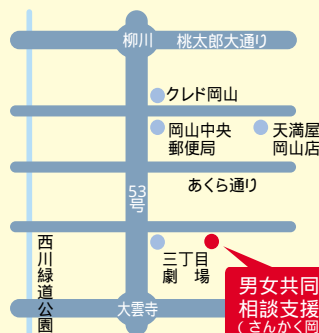 柳川
桃太郎大通り
クレド岡山
岡山中央
郵便局
天満屋
岡山店
あくら通り
53
号
西川緑道公園
三丁目
劇場
大雲寺
男女共同
相談支援
(さんかく岡